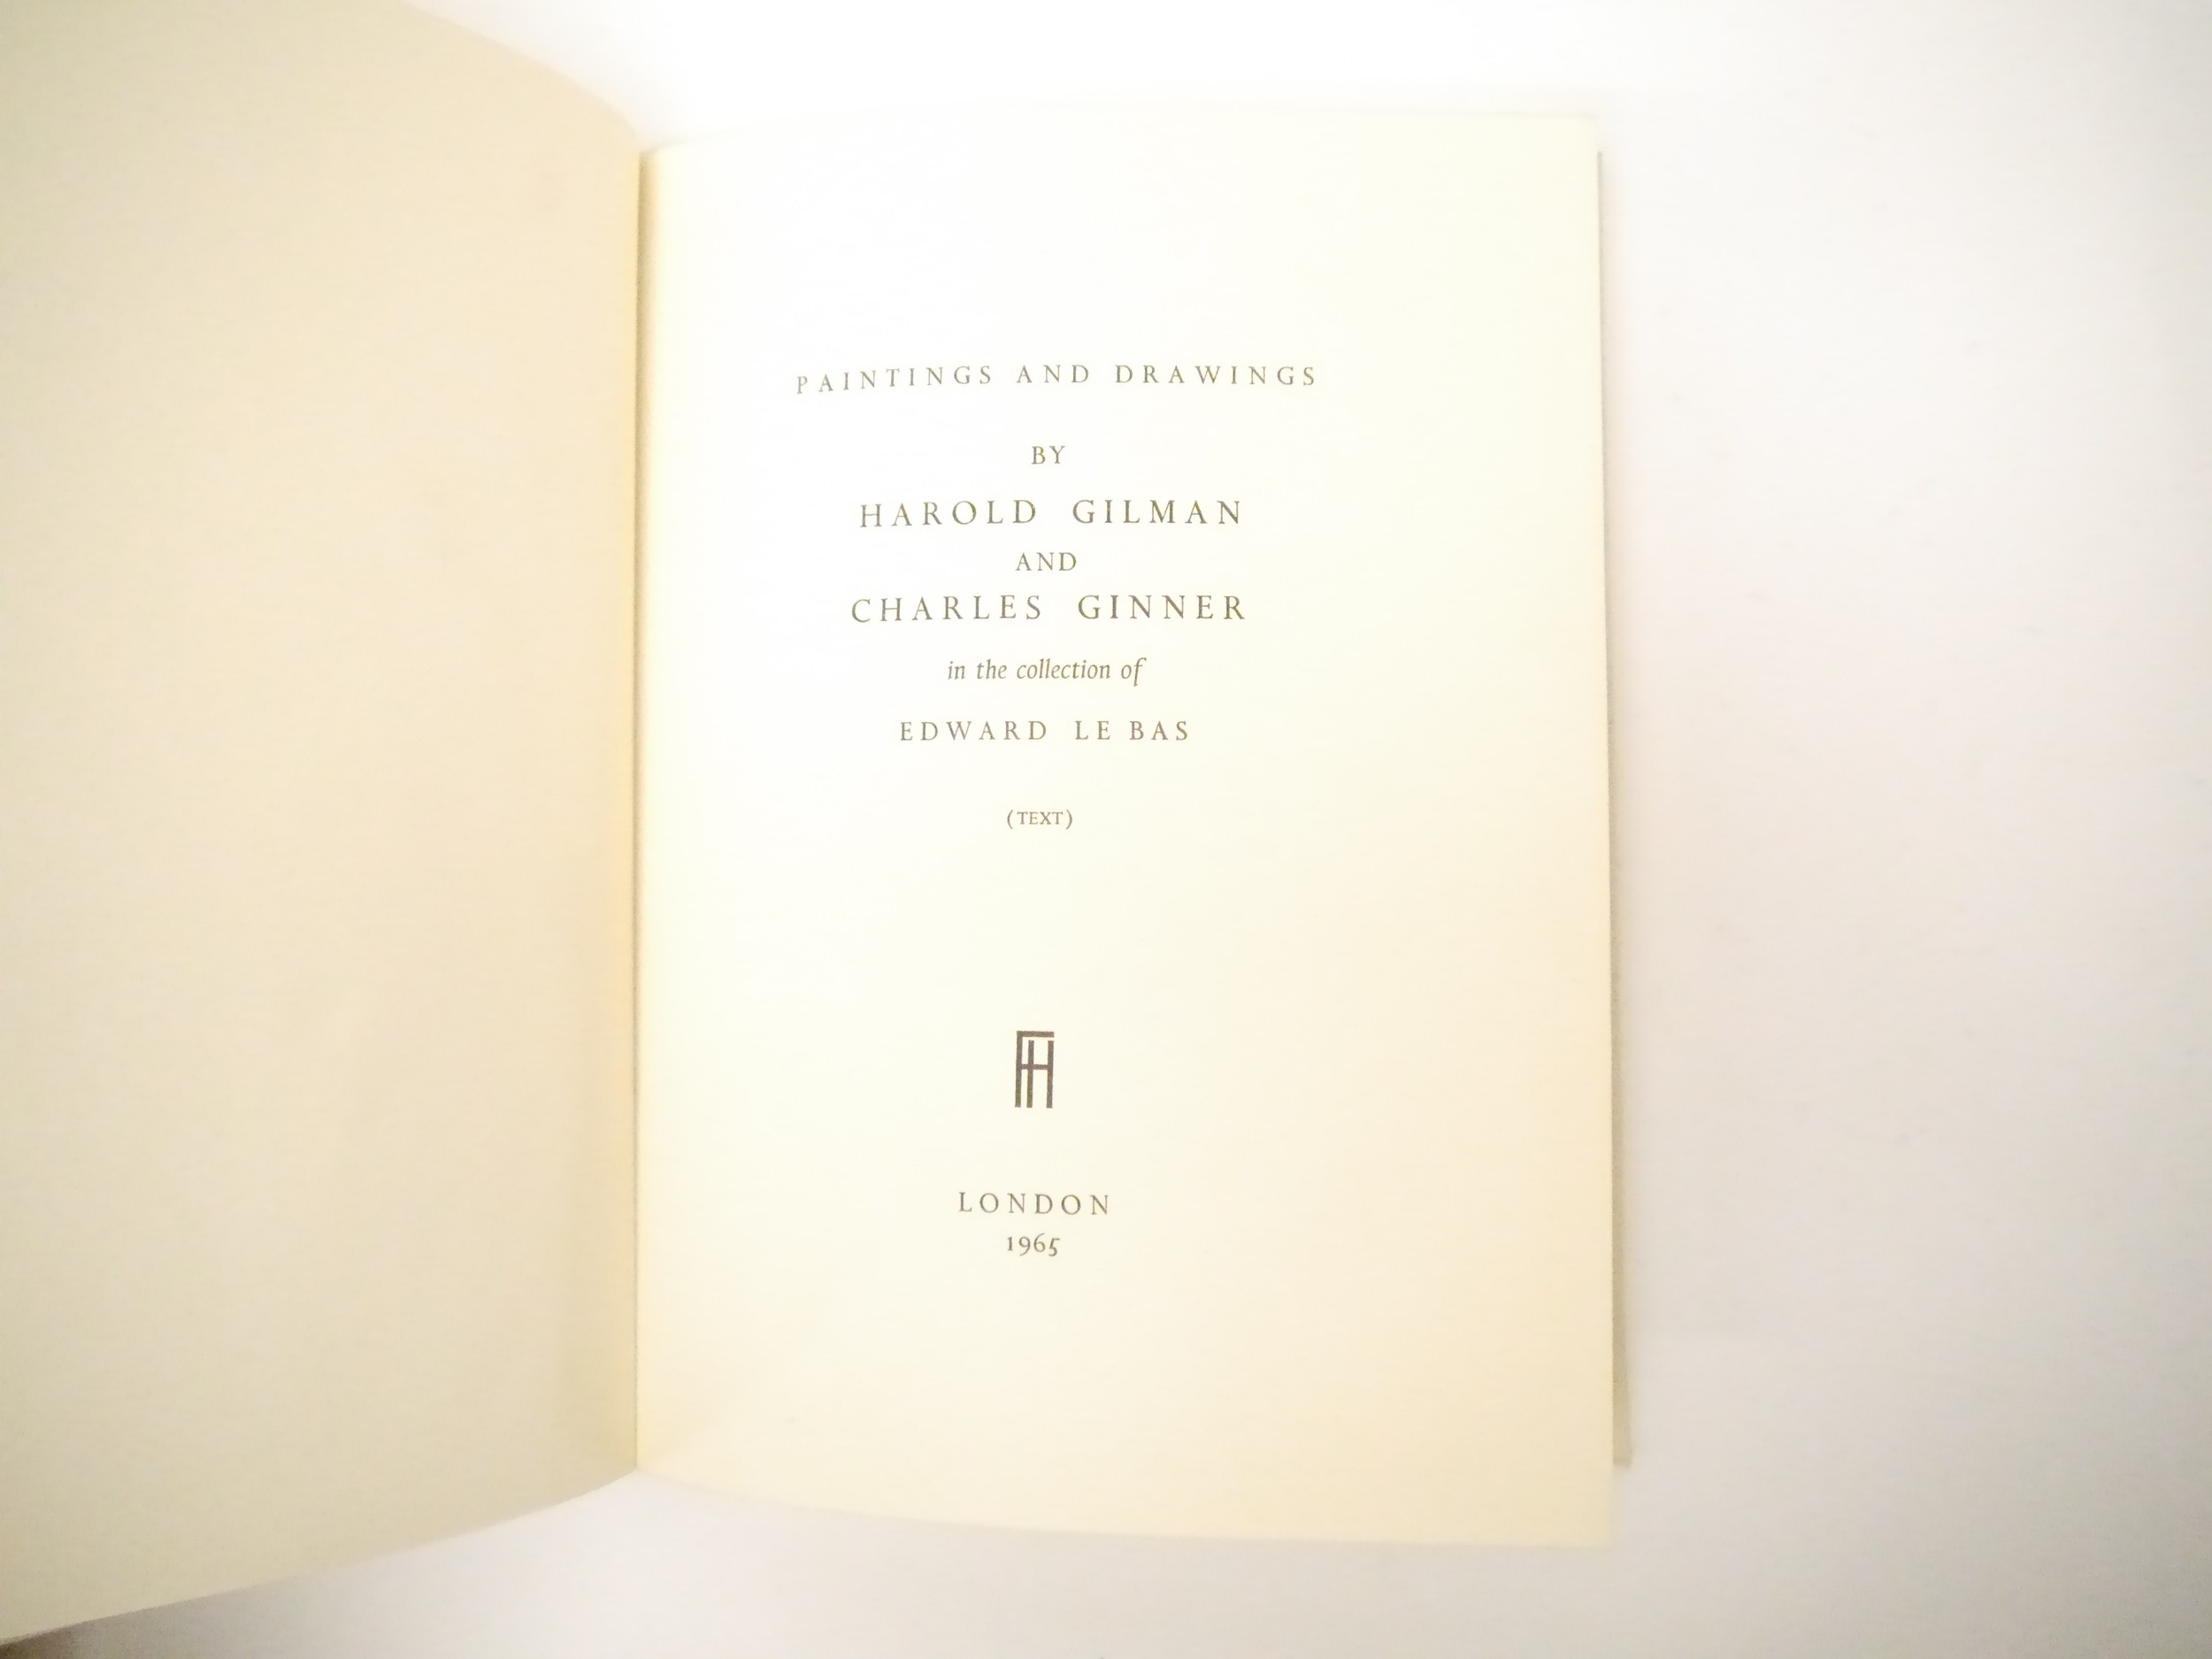 PAINTINGS AND DRAWINGS
BY
HAROLD GILMAN
AND
CHARLES GINNER
in the collection of
EDWARD LE BAS
(TEXT)
FH
LONDON
1965